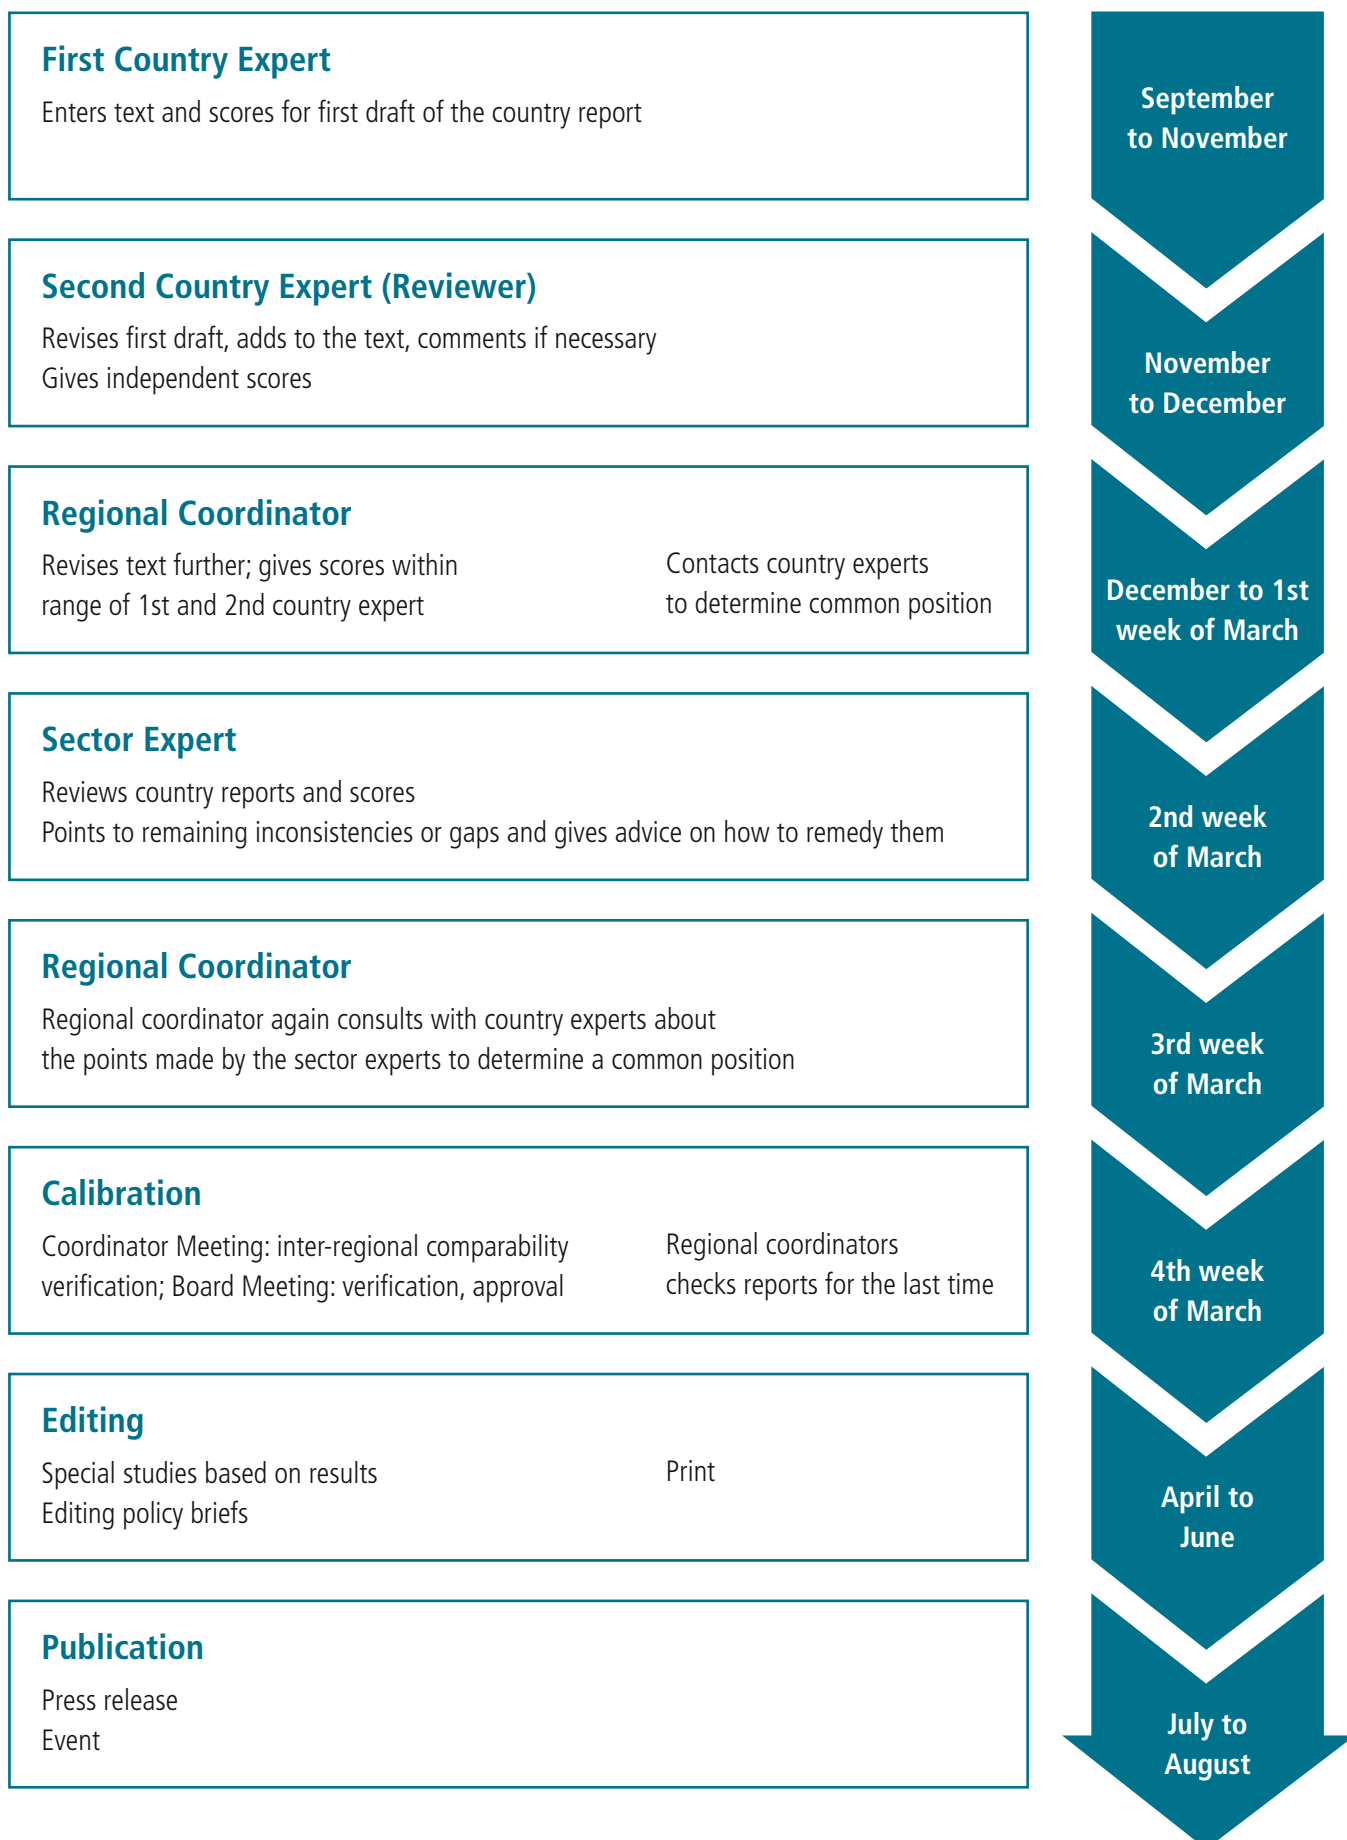 First Country Expert
Enters text and scores for first draft of the country report
September
to November
Second Country Expert (Reviewer)
Revises first draft, adds to the text, comments if necessary
Gives independent scores
November
to December
Regional Coordinator
Revises text further; gives scores within
range of 1st and 2nd country expert
Contacts country experts
to determine common position
December to 1st
week of March
Sector Expert
Reviews country reports and scores
Points to remaining inconsistencies or gaps and gives advice on how to remedy them
2nd week
of March
Regional Coordinator
Regional coordinator again consults with country experts about
the points made by the sector experts to determine a common position
3rd week
of March
Calibration
Coordinator Meeting: inter-regional comparability
verification; Board Meeting: verification, approval
Regional coordinators
checks reports for the last time
4th week
of March
Editing
Special studies based on results
Editing policy briefs
Print
April to
June
Publication
Press release
Event
July to
August